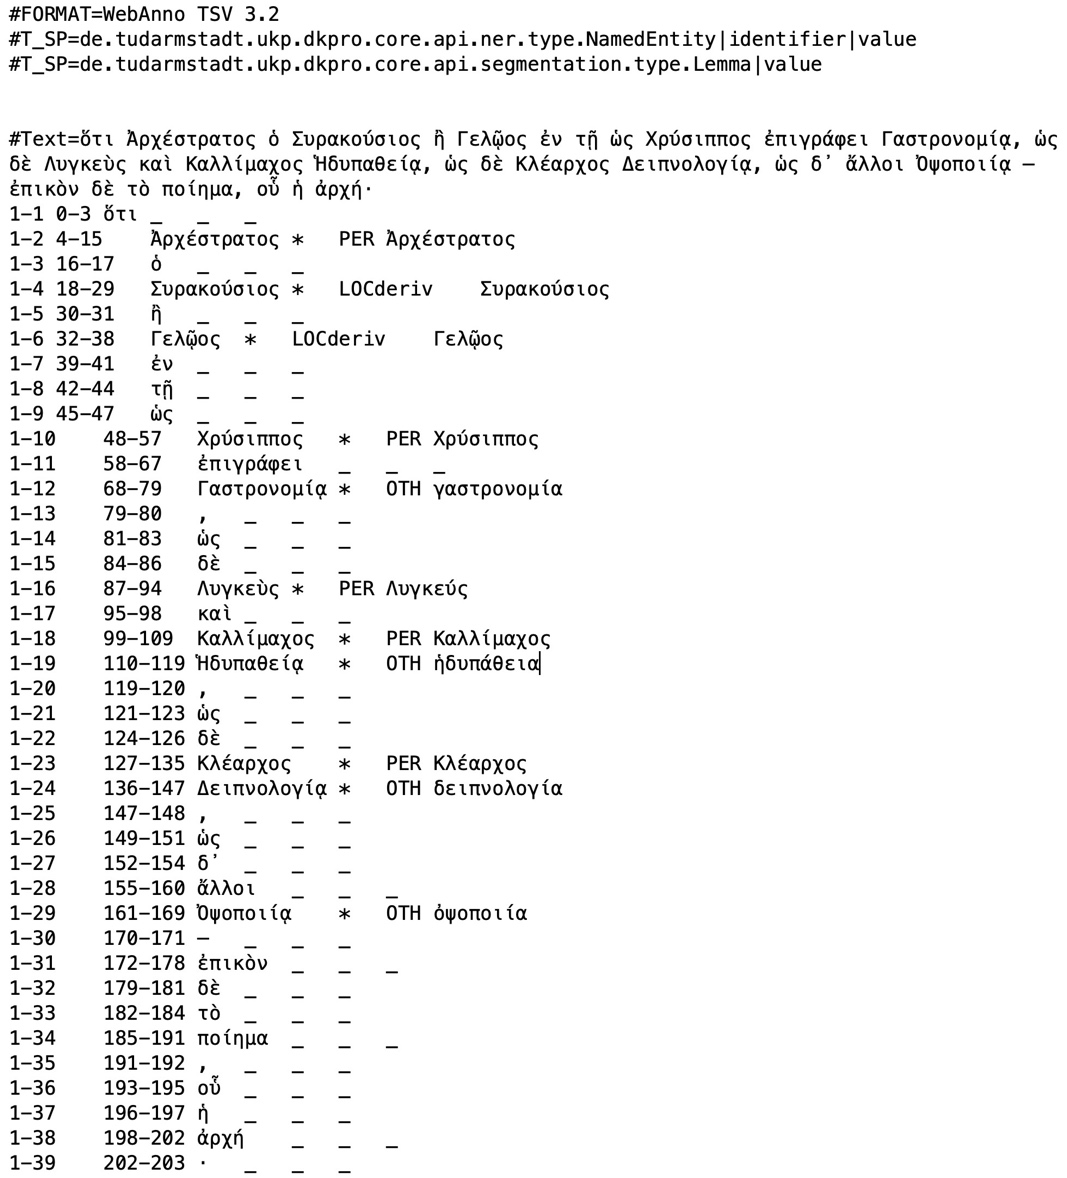 #FORMAT=WebAnno TSV 3.2
#T_SP=de.tudarmstadt.ukp.dkpro.core.api.ner.type.NamedEntity|identifier|value
#T_SP=de.tudarmstadt.ukp.dkpro.core.api.segmentation.type.Lemma|value
#Text=ὅτι Ἀρχέστρατος ὁ Συρακούσιος ἢ Γελῷος ἐν τῇ ὡς Χρύσιππος ἐπιγράφει Γαστρονομίᾳ, ὡς
δὲ Λυγκεὺς καὶ Καλλίμαχος Ἡδυπαθείᾳ, ὡς δὲ Κλέαρχος Δειπνολογίᾳ, ὡς δ᾽ ἄλλοι Ὀψοποιίᾳ —
ἐπικὸν δὲ τὸ ποίημα, οὗ ἡ ἀρχή·
1-1 0-3 ὅτι _ _ _
1-2 4-15 Ἀρχέστρατος * PER Ἀρχέστρατος
1-3 16-17 ὁ _ _ _
1-4 18-29 Συρακούσιος * LOCderiv Συρακούσιος
1-5 30-31 ἢ _ _ _
1-6 32-38 Γελῷος * LOCderiv Γελῷος
1-7 39-41 ἐν _ _ _
1-8 42-44 τῇ _ _ _
1-9 45-47 ὡς _ _ _
1-10 48-57 Χρύσιππος * PER Χρύσιππος
1-11 58-67 ἐπιγράφει _ _ _
1-12 68-79 Γαστρονομίᾳ * OTH γαστρονομία
1-13 79-80 , _ _ _
1-14 81-83 ὡς _ _ _
1-15 84-86 δὲ _ _ _
1-16 87-94 Λυγκεὺς * PER Λυγκεύς
1-17 95-98 καὶ _ _ _
1-18 99-109 Καλλίμαχος * PER Καλλίμαχος
1-19 110-119 Ἡδυπαθείᾳ * OTH ἡδυπάθεια
1-20 119-120 , _ _ _
1-21 121-123 ὡς _ _ _
1-22 124-126 δὲ _ _ _
1-23 127-135 Κλέαρχος * PER Κλέαρχος
1-24 136-147 Δειπνολογίᾳ * OTH δειπνολογία
1-25 147-148 , _ _ _
1-26 149-151 ὡς _ _ _
1-27 152-154 δ᾽ _ _ _
1-28 155-160 ἄλλοι _ _ _
1-29 161-169 Ὀψοποιίᾳ * OTH ὀψοποιία
1-30 170-171 — _ _ _
1-31 172-178 ἐπικὸν _ _ _
1-32 179-181 δὲ _ _ _
1-33 182-184 τὸ _ _ _
1-34 185-191 ποίημα _ _ _
1-35 191-192 , _ _ _
1-36 193-195 οὗ _ _ _
1-37 196-197 ἡ _ _ _
1-38 198-202 ἀρχή _ _ _
1-39 202-203 · _ _ _